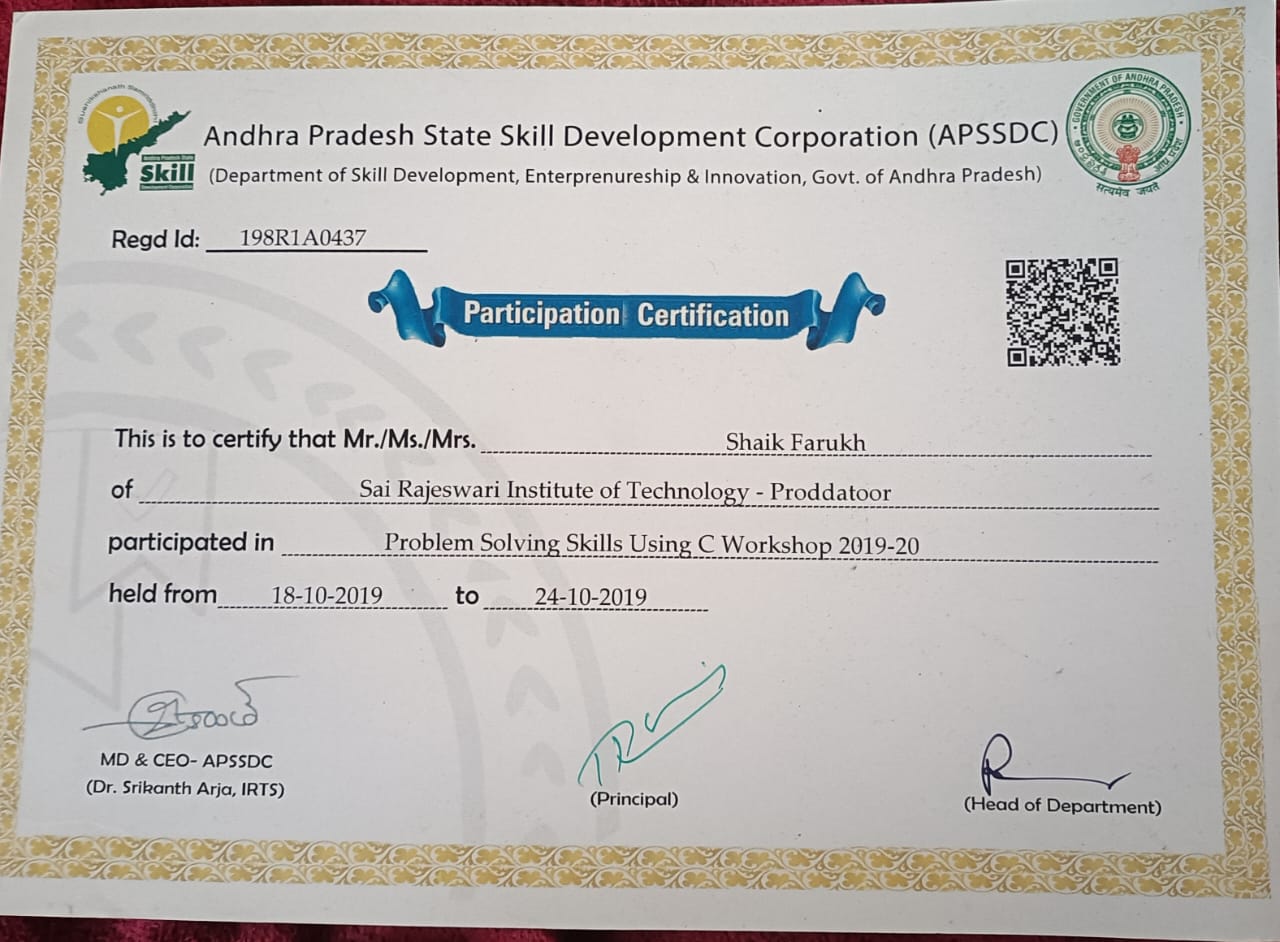 Andhra Pradesh State Skill Development Corporation (APSSDC)
(Department of Skill Development, Enterprenureship & Innovation, Govt. of Andhra Pradesh)
Andhra Pradesh State
Skill
Development Corporation
GOVERNMENT OF ANDHRA PRADESH
सत्यमेव जयते
Regd Id: 198R1A0437
Participation Certification
This is to certify that Mr./Ms./Mrs. Shaik Farukh
of Sai Rajeswari Institute of Technology - Proddatoor
participated in Problem Solving Skills Using C Workshop 2019-20
held from 18-10-2019 to 24-10-2019
MD & CEO- APSSDC
(Dr. Srikanth Arja, IRTS)
(Principal)
(Head of Department)